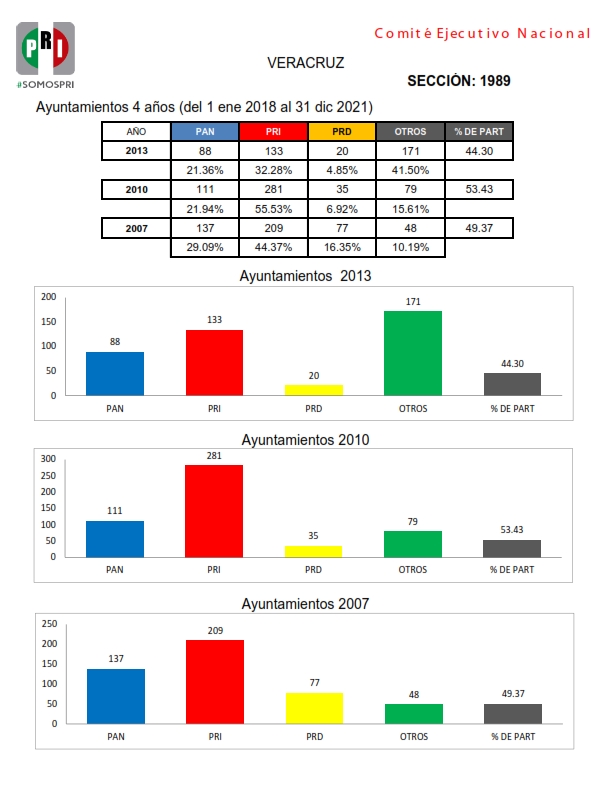 PRI
#SOMOSPRI
Comité Ejecutivo Nacional
VERACRUZ
SECCIÓN: 1989
Ayuntamientos 4 años (del 1 ene 2018 al 31 dic 2021)
AÑO PAN PRI PRD OTROS % DE PART
2013 88 133 20 171 44.30
21.36% 32.28% 4.85% 41.50%
2010 111 281 35 79 53.43
21.94% 55.53% 6.92% 15.61%
2007 137 209 77 48 49.37
29.09% 44.37% 16.35% 10.19%
Ayuntamientos 2013
200
150
100
50
0
88 133 20 171 44.30
PAN PRI PRD OTROS % DE PART
Ayuntamientos 2010
300
250
200
150
100
50
0
111 281 35 79 53.43
PAN PRI PRD OTROS % DE PART
Ayuntamientos 2007
250
200
150
100
50
0
137 209 77 48 49.37
PAN PRI PRD OTROS % DE PART